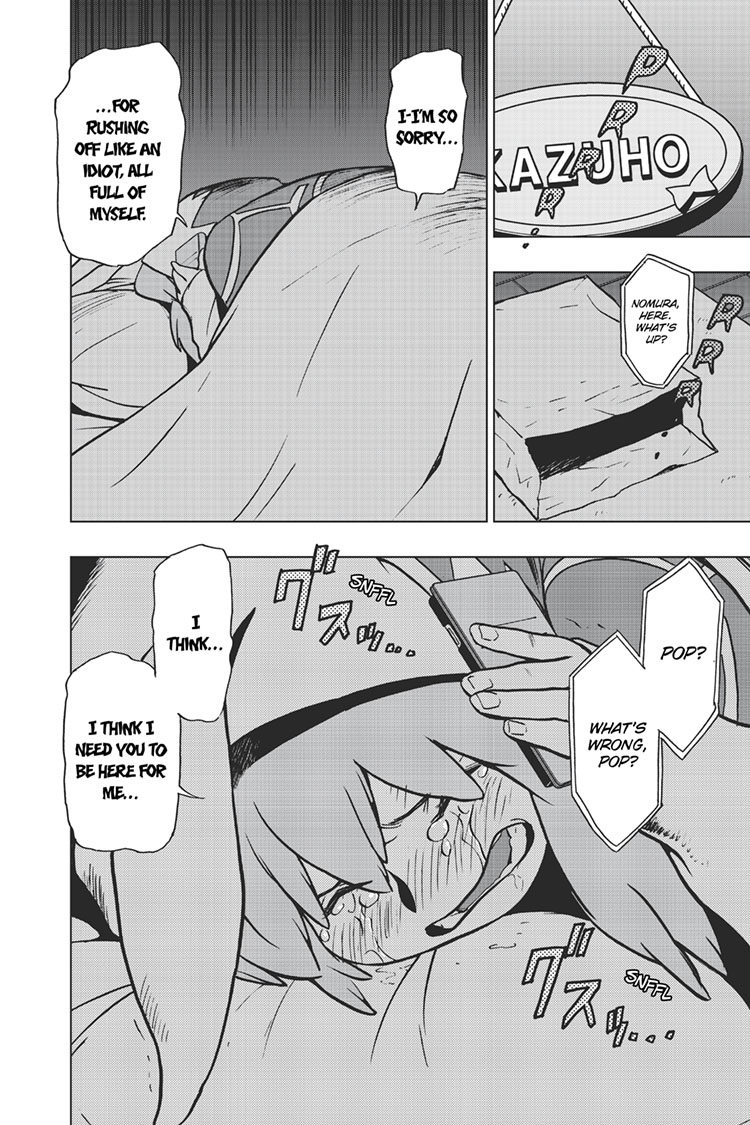 P
R
R
R
R
KAZUHO
P
R
R
R
NOMURA,
HERE.
WHAT'S
UP?
I-I'M SO
SORRY...
...FOR
RUSHING
OFF LIKE AN
IDIOT, ALL
FULL OF
MYSELF.
POP?
WHAT'S
WRONG,
POP?
SNFFL
グスッ...
I
THINK...
I THINK I
NEED YOU TO
BE HERE FOR
ME...
SNFFL
グス...